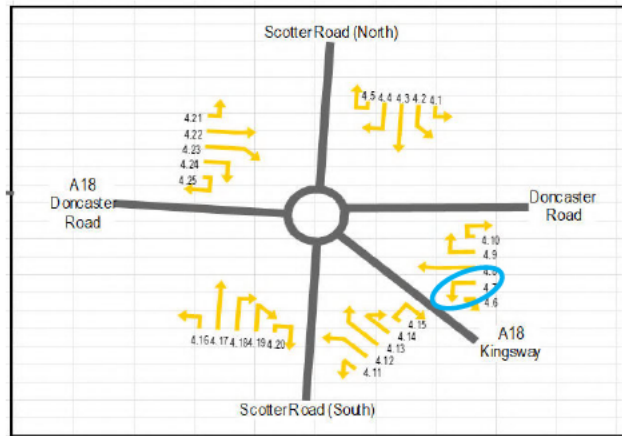 Scotter Road (North)
4.5 4.4 4.3 4.2 4.1
4.21
4.22
4.23
4.24
4.25
A18
Doncaster
Road
Doncaster
Road
4.10
4.9
4.8
4.7
4.6
4.15
4.14
4.13
4.12
4.11
4.16 4.17 4.18 4.19 4.20
A18
Kingsway
Scotter Road (South)